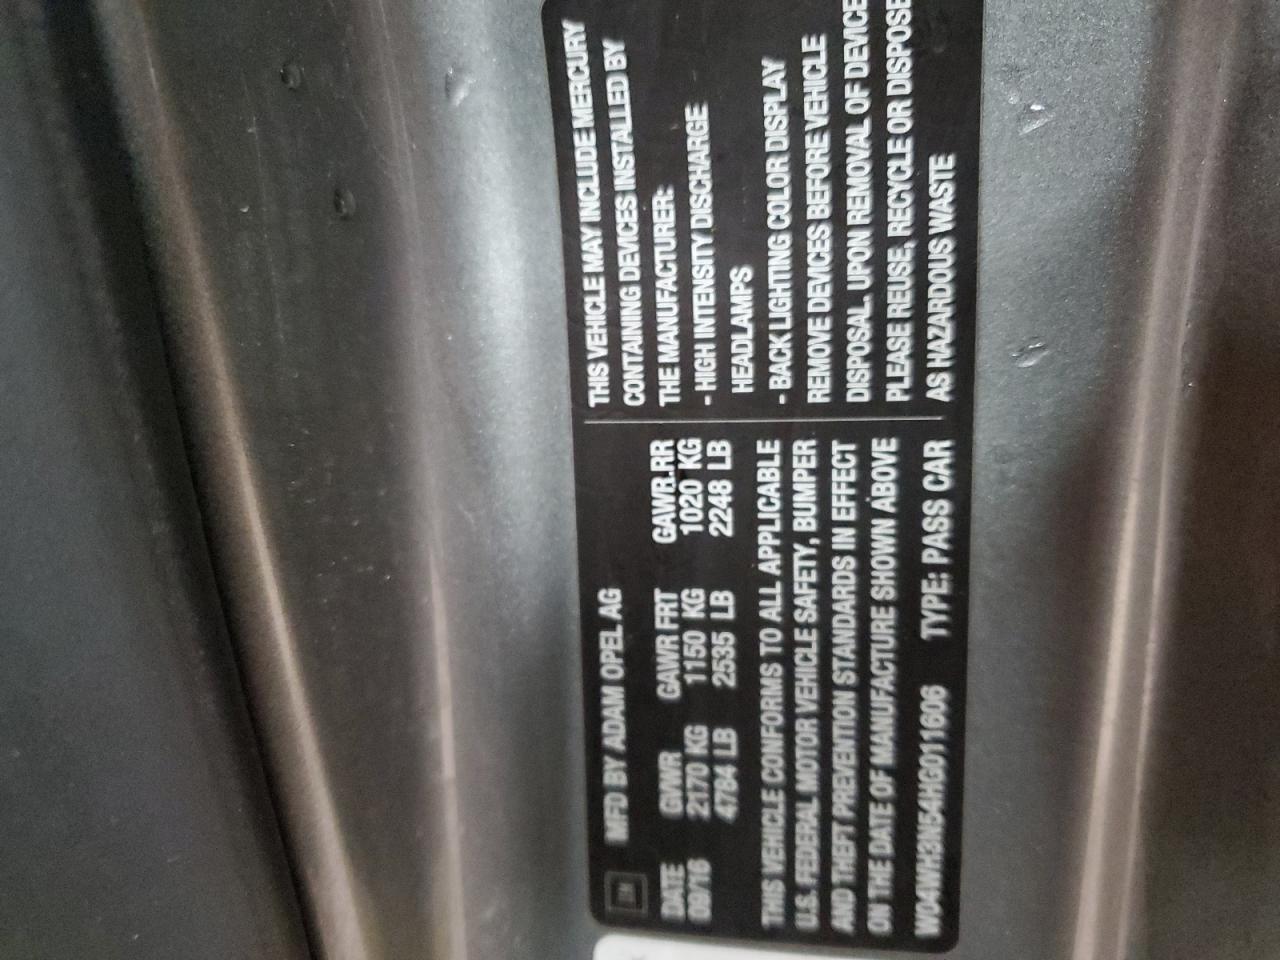 GM MFD BY ADAM OPEL AG
DATE GVWR GAWR FRT GAWR RR
09/16 2170 KG 1150 KG 1020 KG
4784 LB 2535 LB 2248 LB
THIS VEHICLE CONFORMS TO ALL APPLICABLE
U.S. FEDERAL MOTOR VEHICLE SAFETY, BUMPER
AND THEFT PREVENTION STANDARDS IN EFFECT
ON THE DATE OF MANUFACTURE SHOWN ABOVE
W04WH3N54HG011606 TYPE: PASS CAR
THIS VEHICLE MAY INCLUDE MERCURY
CONTAINING DEVICES INSTALLED BY
THE MANUFACTURER:
- HIGH INTENSITY DISCHARGE
HEADLAMPS
- BACK LIGHTING COLOR DISPLAY
REMOVE DEVICES BEFORE VEHICLE
DISPOSAL. UPON REMOVAL OF DEVICE
PLEASE REUSE, RECYCLE OR DISPOSE
AS HAZARDOUS WASTE